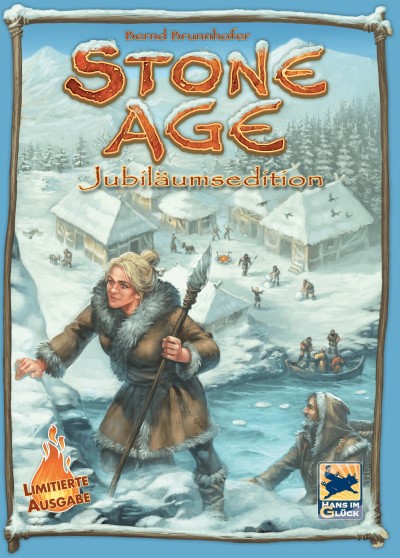 Bernd Brunnhofer
STONE
AGE
Jubiläumsedition
LIMITIERTE
AUSGABE
HANS IM
GLÜCK